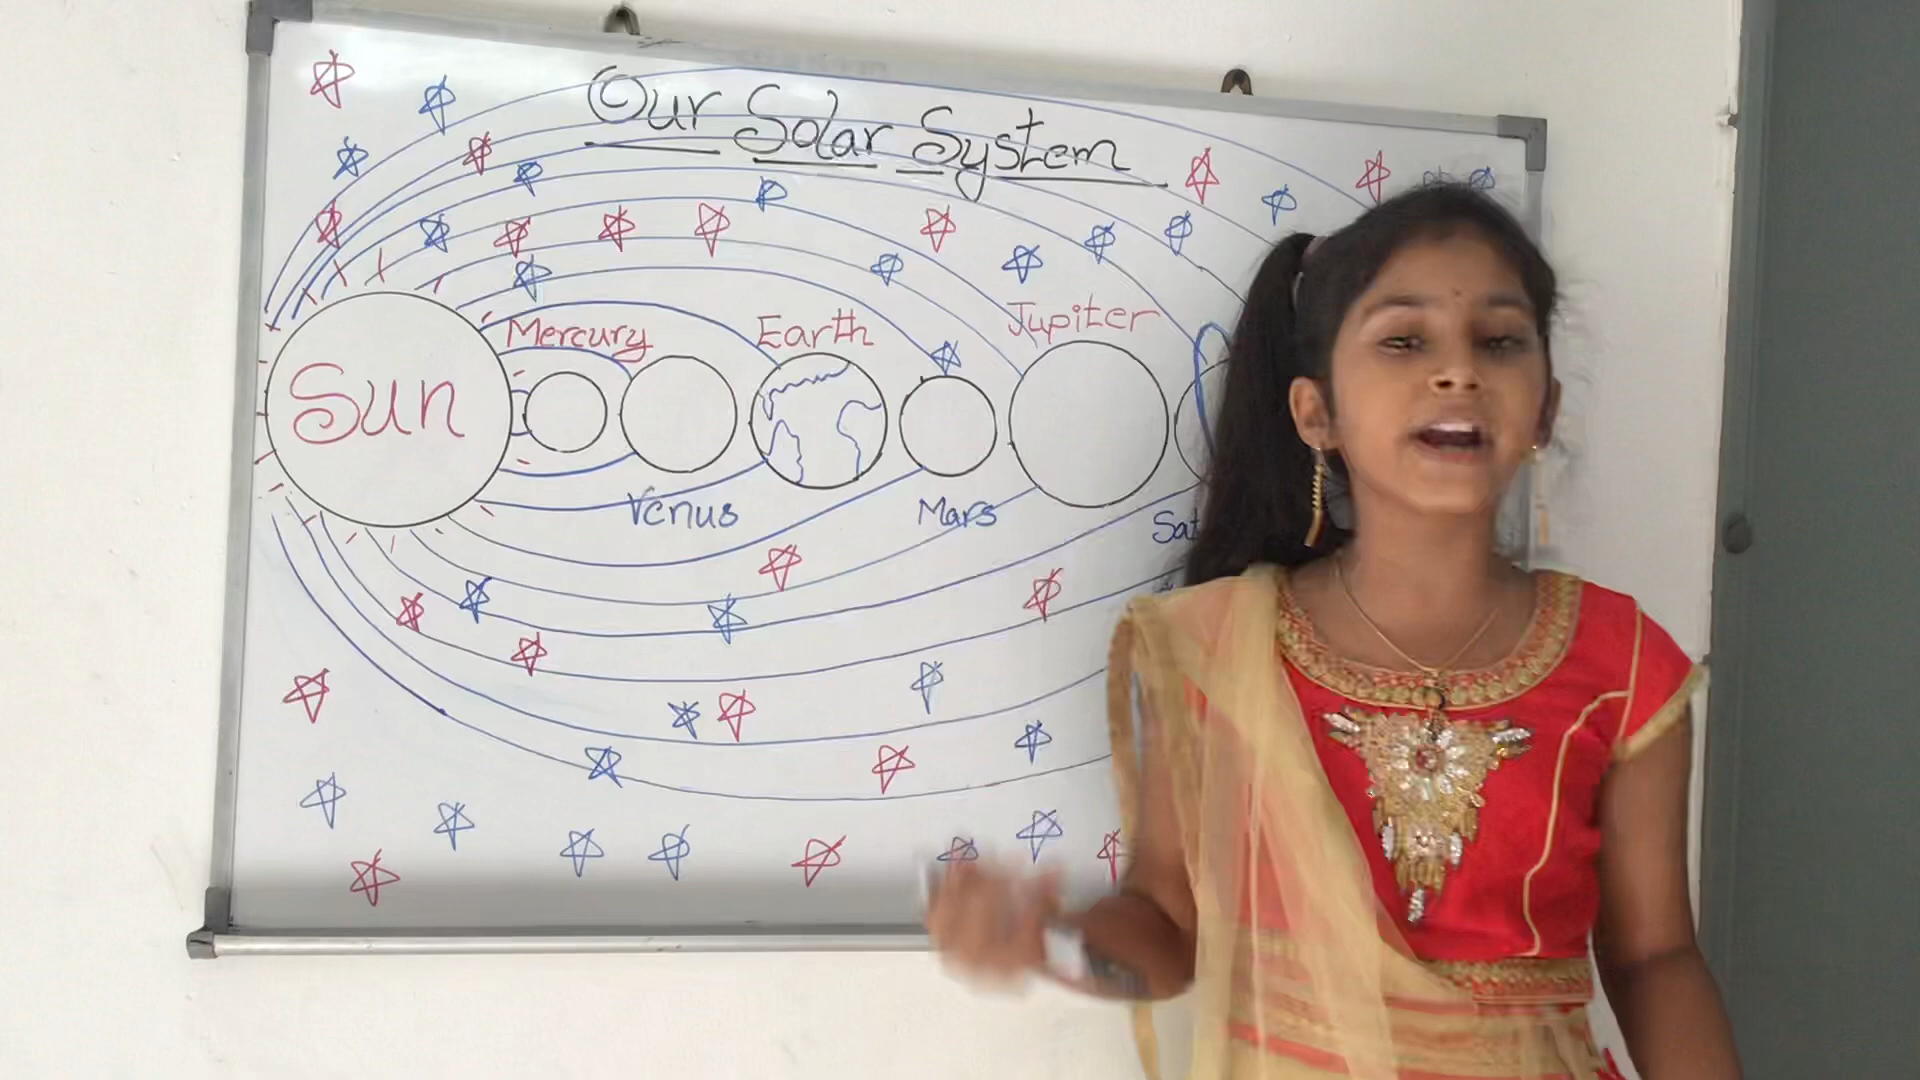 Our Solar System
Mercury
Earth
Jupiter
Sun
Venus
Mars